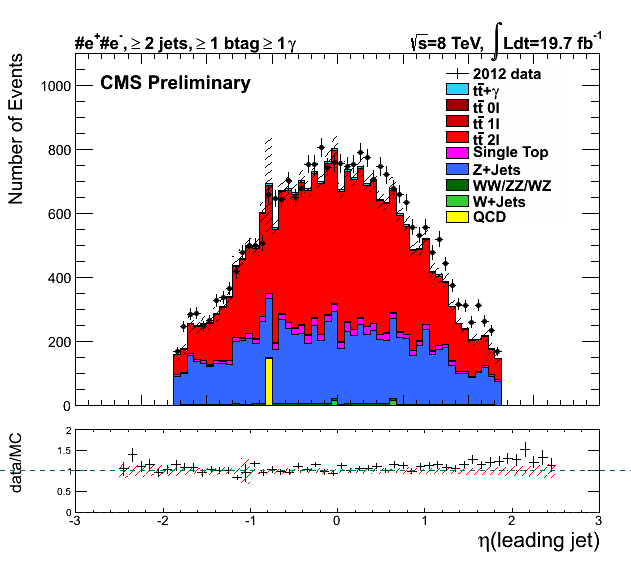 #e⁺#e⁻, ≥ 2 jets, ≥ 1 btag ≥ 1γ
√s=8 TeV, ∫Ldt=19.7 fb⁻¹
CMS Preliminary
2012 data
tt̄+γ
tt̄ 0l
tt̄ 1l
tt̄ 2l
Single Top
Z+Jets
WW/ZZ/WZ
W+Jets
QCD
Number of Events
1000
800
600
400
200
0
data/MC
2
1.5
1
0.5
0
-3 -2 -1 0 1 2 3
η(leading jet)